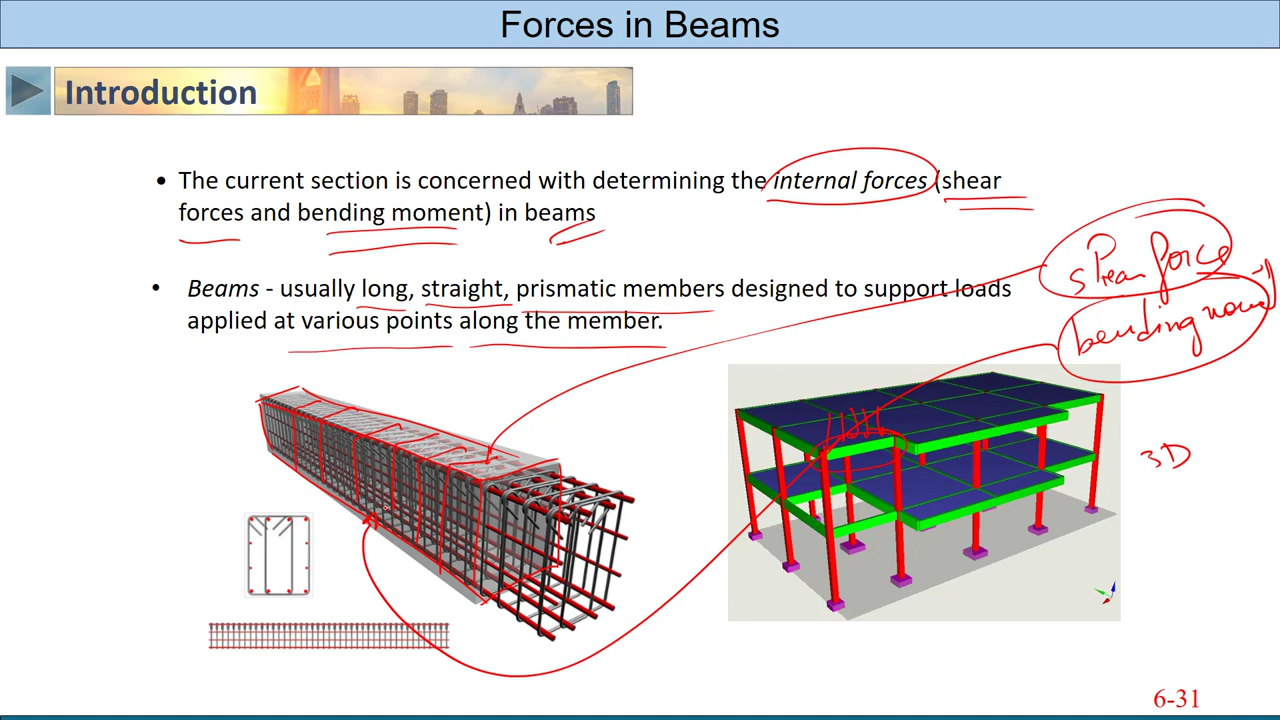 Forces in Beams
Introduction
• The current section is concerned with determining the internal forces (shear
forces and bending moment) in beams
shear force
bending moment
• Beams - usually long, straight, prismatic members designed to support loads
applied at various points along the member.
3D
6-31